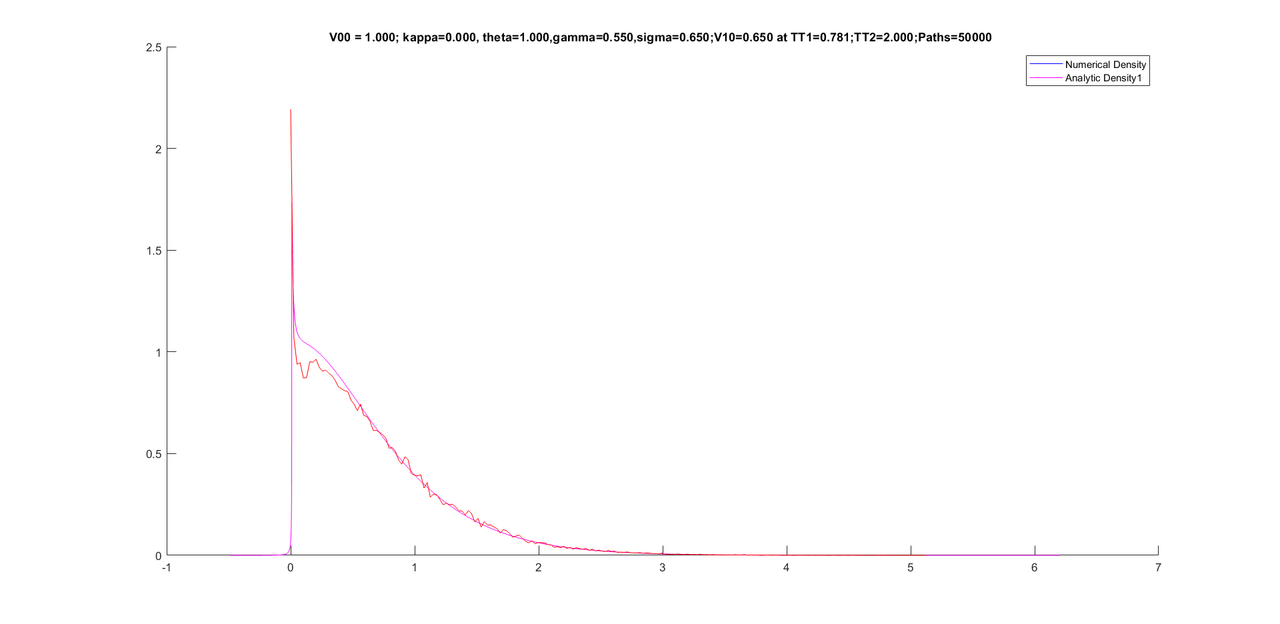 V00 = 1.000; kappa=0.000, theta=1.000,gamma=0.550,sigma=0.650;V10=0.650 at TT1=0.781;TT2=2.000;Paths=50000
2.5
Numerical Density
Analytic Density1
2
1.5
1
0.5
0
-1 0 1 2 3 4 5 6 7